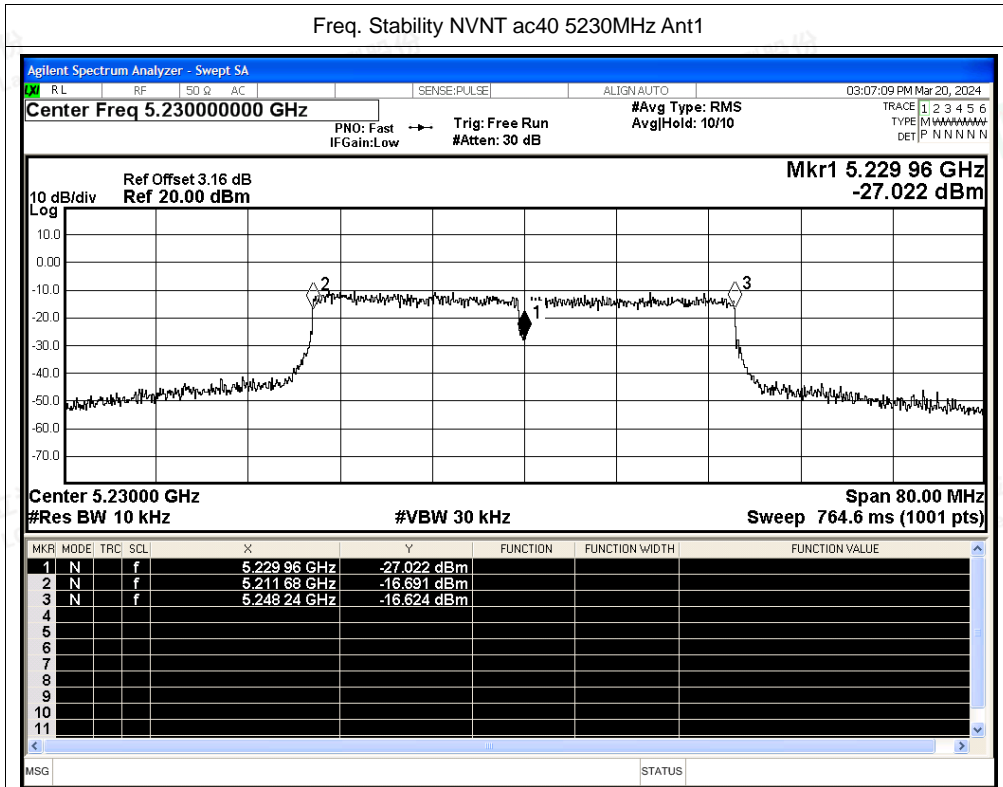 Freq. Stability NVNT ac40 5230MHz Ant1
Agilent Spectrum Analyzer - Swept SA
LXI RL RF 50 Ω AC SENSE:PULSE ALIGN AUTO 03:07:09 PM Mar 20, 2024
Center Freq 5.230000000 GHz
#Avg Type: RMS
TRACE 1 2 3 4 5 6
PNO: Fast Trig: Free Run Avg|Hold: 10/10
TYPE M WWWWW
IFGain:Low #Atten: 30 dB
DET P N N N N N
Mkr1 5.229 96 GHz
-27.022 dBm
Ref Offset 3.16 dB
10 dB/div Ref 20.00 dBm
Log
10.0
0.00
-10.0
-20.0
-30.0
-40.0
-50.0
-60.0
-70.0
2
1
3
Center 5.23000 GHz Span 80.00 MHz
#Res BW 10 kHz #VBW 30 kHz Sweep 764.6 ms (1001 pts)
MKR MODE TRC SCL X Y FUNCTION FUNCTION WIDTH FUNCTION VALUE
1 N f 5.229 96 GHz -27.022 dBm
2 N f 5.211 68 GHz -16.691 dBm
3 N f 5.248 24 GHz -16.624 dBm
4
5
6
7
8
9
10
11
MSG STATUS